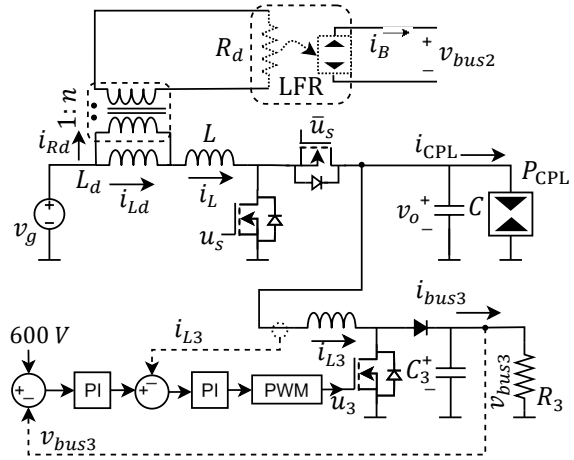 R_d
LFR
i_B
+
v_bus2
−
1:n
i_Rd
L_d
i_Ld
L
i_L
ū_s
i_CPL
P_CPL
v_g
+
−
u_s
v_o
+
−
C
i_bus3
600 V
i_L3
i_L3
C_3
+
−
v_bus3
R_3
+
−
PI
+
−
PI
PWM
u_3
v_bus3